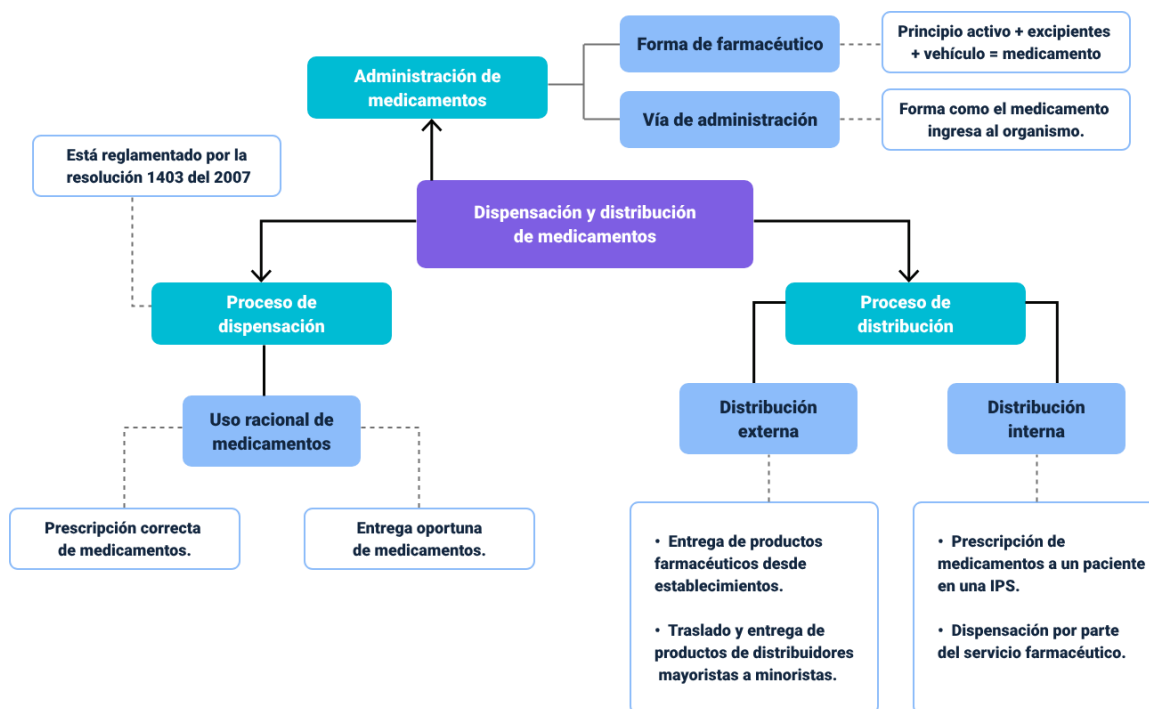 Forma de farmacéutico
Principio activo + excipientes
+ vehículo = medicamento
Administración de
medicamentos
Vía de administración
Forma como el medicamento
ingresa al organismo.
Está reglamentado por la
resolución 1403 del 2007
Dispensación y distribución
de medicamentos
Proceso de
dispensación
Proceso de
distribución
Uso racional de
medicamentos
Distribución
externa
Distribución
interna
Prescripción correcta
de medicamentos.
Entrega oportuna
de medicamentos.
• Entrega de productos
farmacéuticos desde
establecimientos.
• Traslado y entrega de
productos de distribuidores
mayoristas a minoristas.
• Prescripción de
medicamentos a un paciente
en una IPS.
• Dispensación por parte
del servicio farmacéutico.